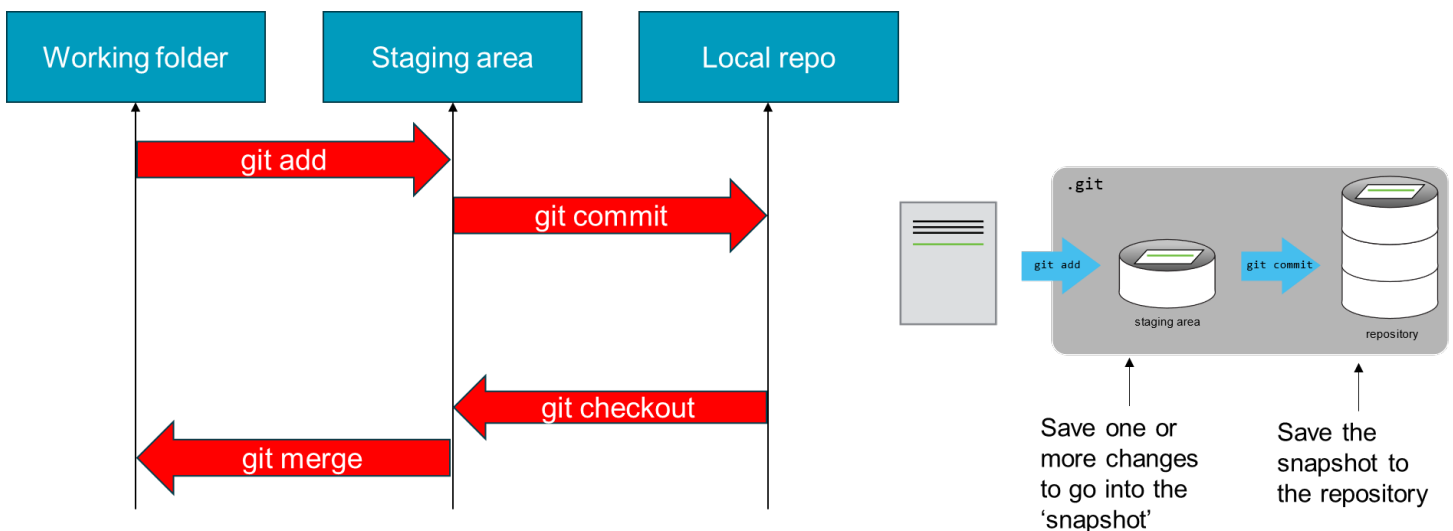 Working folder
Staging area
Local repo
git add
git commit
git checkout
git merge
.git
git add
git commit
staging area
repository
Save one or
more changes
to go into the
‘snapshot’
Save the
snapshot to
the repository